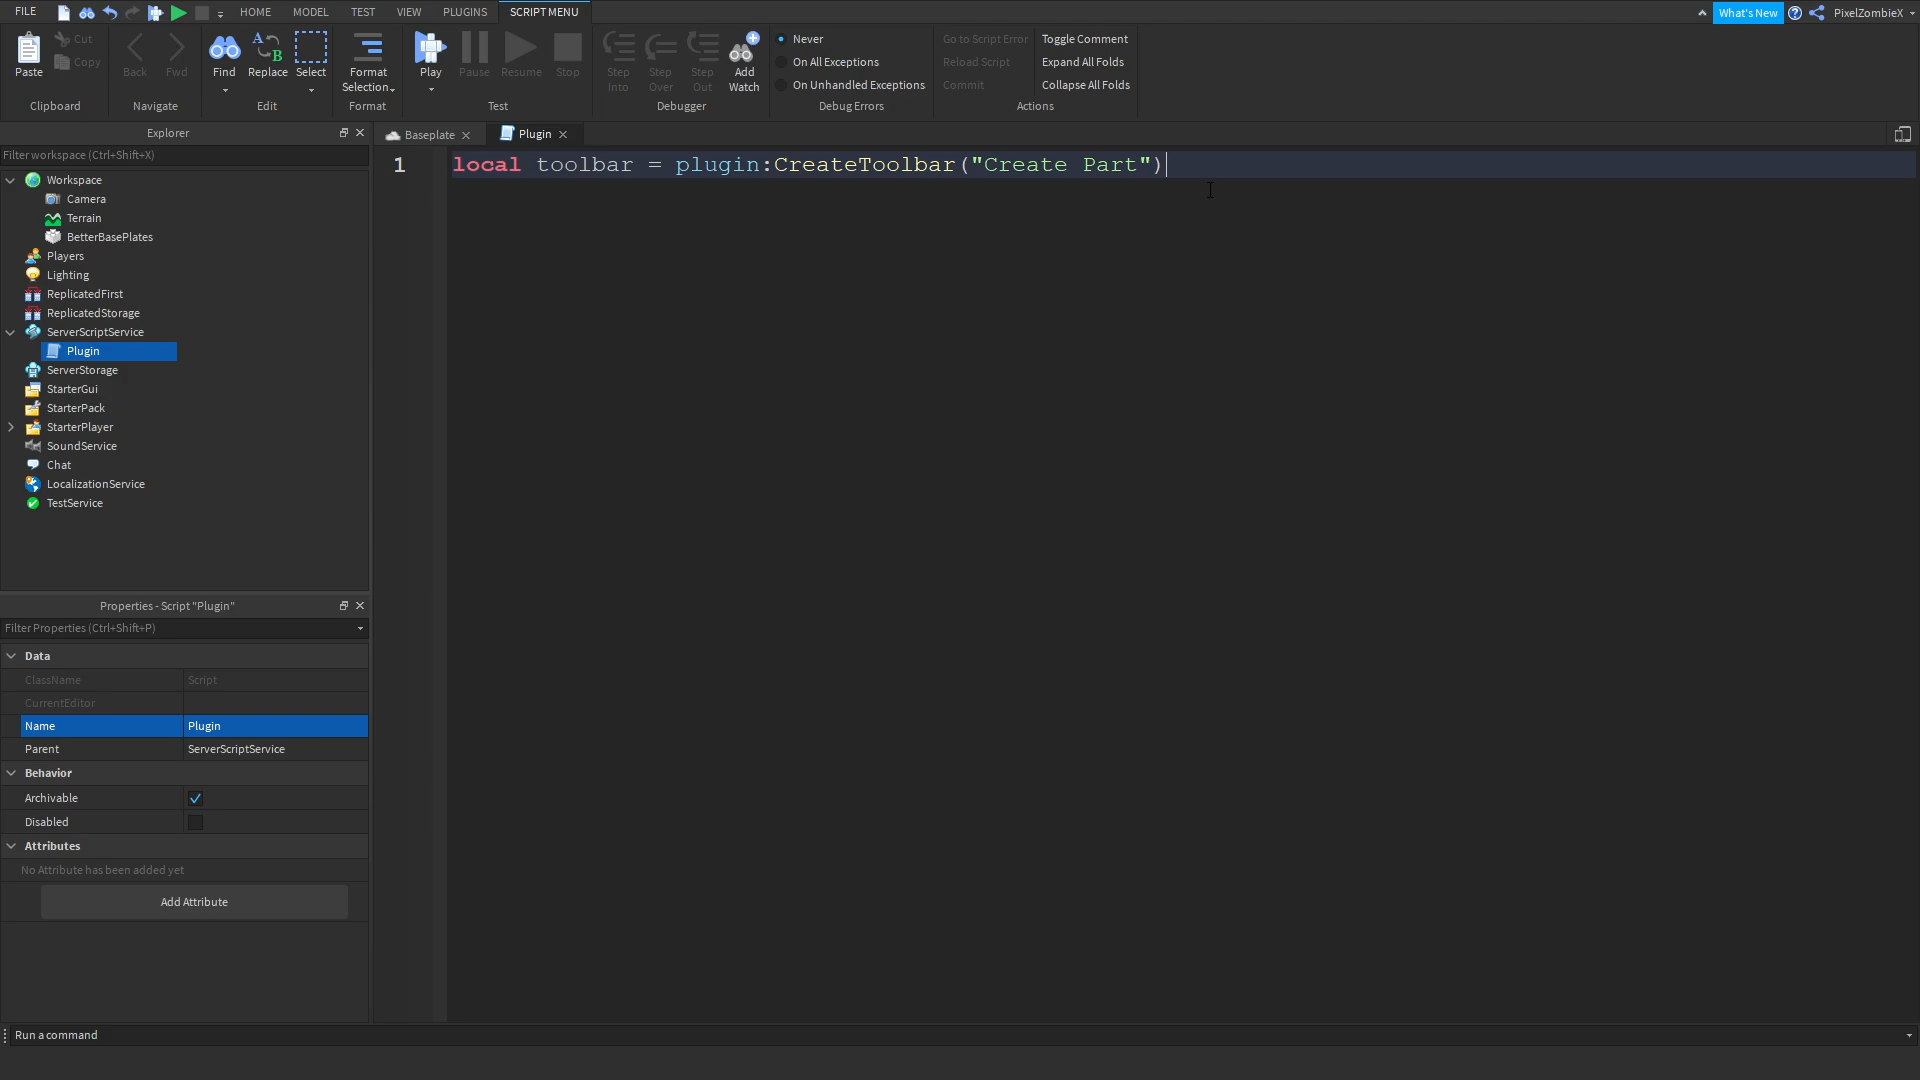 FILE HOME MODEL TEST VIEW PLUGINS SCRIPT MENU What's New PixelZombieX
Paste Cut Copy
Clipboard
Back Fwd
Navigate
Find Replace Select
A B
Edit
Format Selection
Format
Play Pause Resume Stop
Test
Step Into
Step Over
Step Out
Add Watch
Debugger
Never
On All Exceptions
On Unhandled Exceptions
Debug Errors
Go to Script Error
Reload Script
Commit
Toggle Comment
Expand All Folds
Collapse All Folds
Actions
Explorer
Filter workspace (Ctrl+Shift+X)
Workspace
Camera
Terrain
BetterBasePlates
Players
Lighting
ReplicatedFirst
ReplicatedStorage
ServerScriptService
Plugin
ServerStorage
StarterGui
StarterPack
StarterPlayer
SoundService
Chat
LocalizationService
TestService
Properties - Script "Plugin"
Filter Properties (Ctrl+Shift+P)
Data
ClassName Script
CurrentEditor
Name Plugin
Parent ServerScriptService
Behavior
Archivable
Disabled
Attributes
No Attribute has been added yet
Add Attribute
Baseplate Plugin
1 local toolbar = plugin:CreateToolbar("Create Part")
Run a command